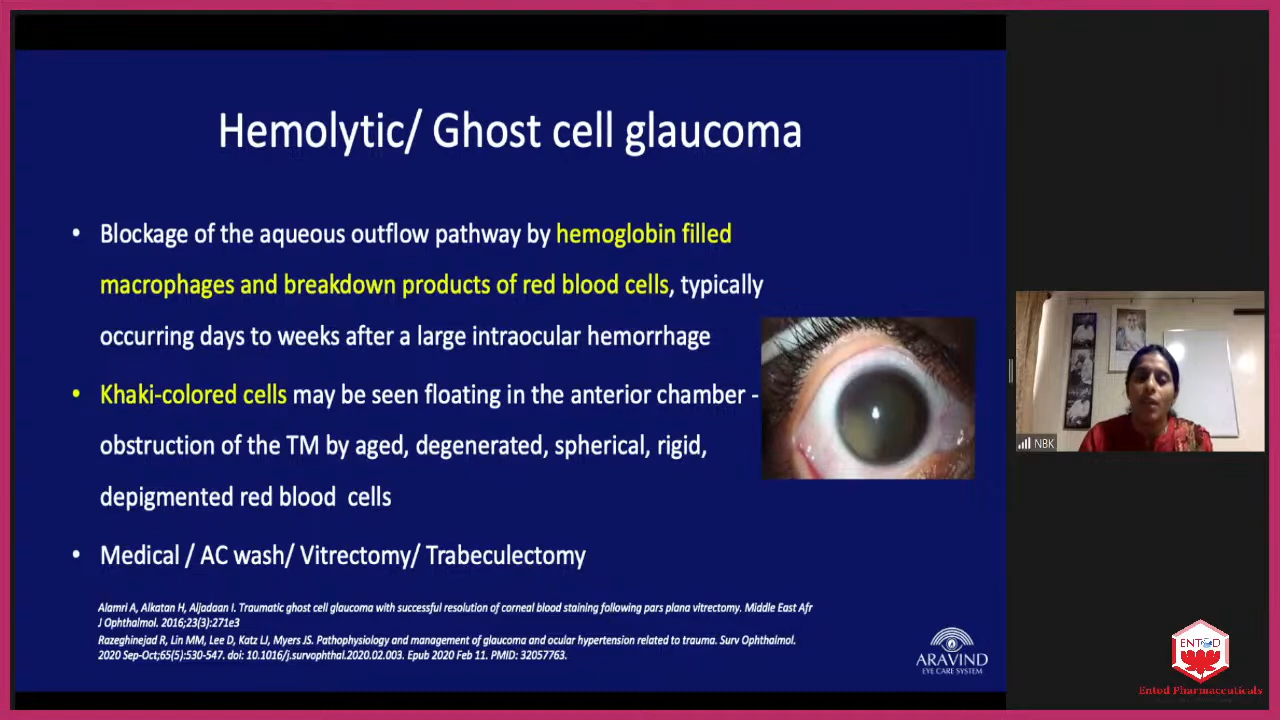 Hemolytic/ Ghost cell glaucoma
• Blockage of the aqueous outflow pathway by hemoglobin filled
macrophages and breakdown products of red blood cells, typically
occurring days to weeks after a large intraocular hemorrhage
• Khaki-colored cells may be seen floating in the anterior chamber -
obstruction of the TM by aged, degenerated, spherical, rigid,
depigmented red blood cells
• Medical / AC wash/ Vitrectomy/ Trabeculectomy
Alamri A, Alkatan H, Aljadaan I. Traumatic ghost cell glaucoma with successful resolution of corneal blood staining following pars plana vitrectomy. Middle East Afr
J Ophthalmol. 2016;23(3):271e3
Razeghinejad R, Lin MM, Lee D, Katz LJ, Myers JS. Pathophysiology and management of glaucoma and ocular hypertension related to trauma. Surv Ophthalmol.
2020 Sep-Oct;65(5):530-547. doi: 10.1016/j.survophthal.2020.02.003. Epub 2020 Feb 11. PMID: 32057763.
ARAVIND
EYE CARE SYSTEM
NBK
ENTOD
Entod Pharmaceuticals